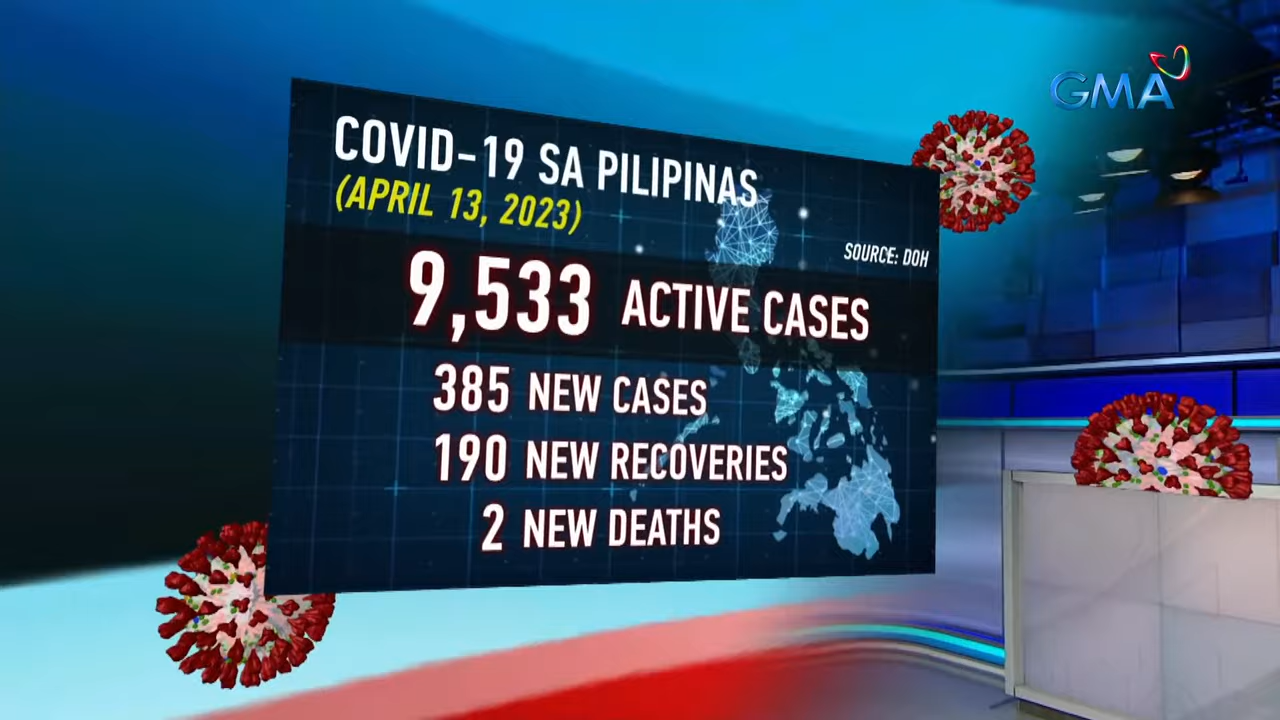 GMA
COVID-19 SA PILIPINAS
(APRIL 13, 2023)
SOURCE: DOH
9,533 ACTIVE CASES
385 NEW CASES
190 NEW RECOVERIES
2 NEW DEATHS